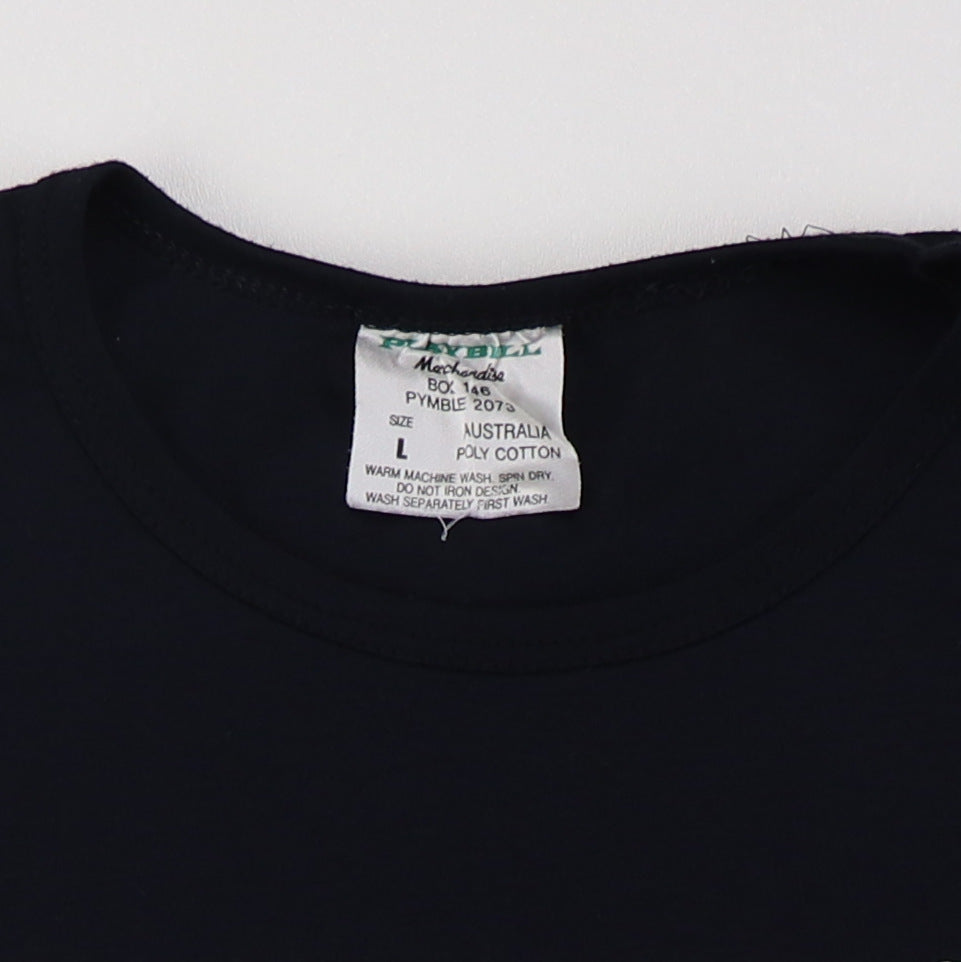 PLAYBILL
Merchandise
BOX 146
PYMBLE 2073
SIZE
L
AUSTRALIA
POLY COTTON
WARM MACHINE WASH. SPIN DRY.
DO NOT IRON DESIGN.
WASH SEPARATELY FIRST WASH